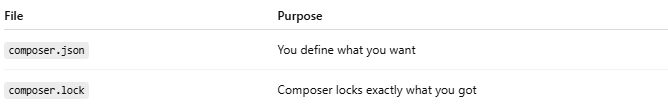 File Purpose
composer.json You define what you want
composer.lock Composer locks exactly what you got